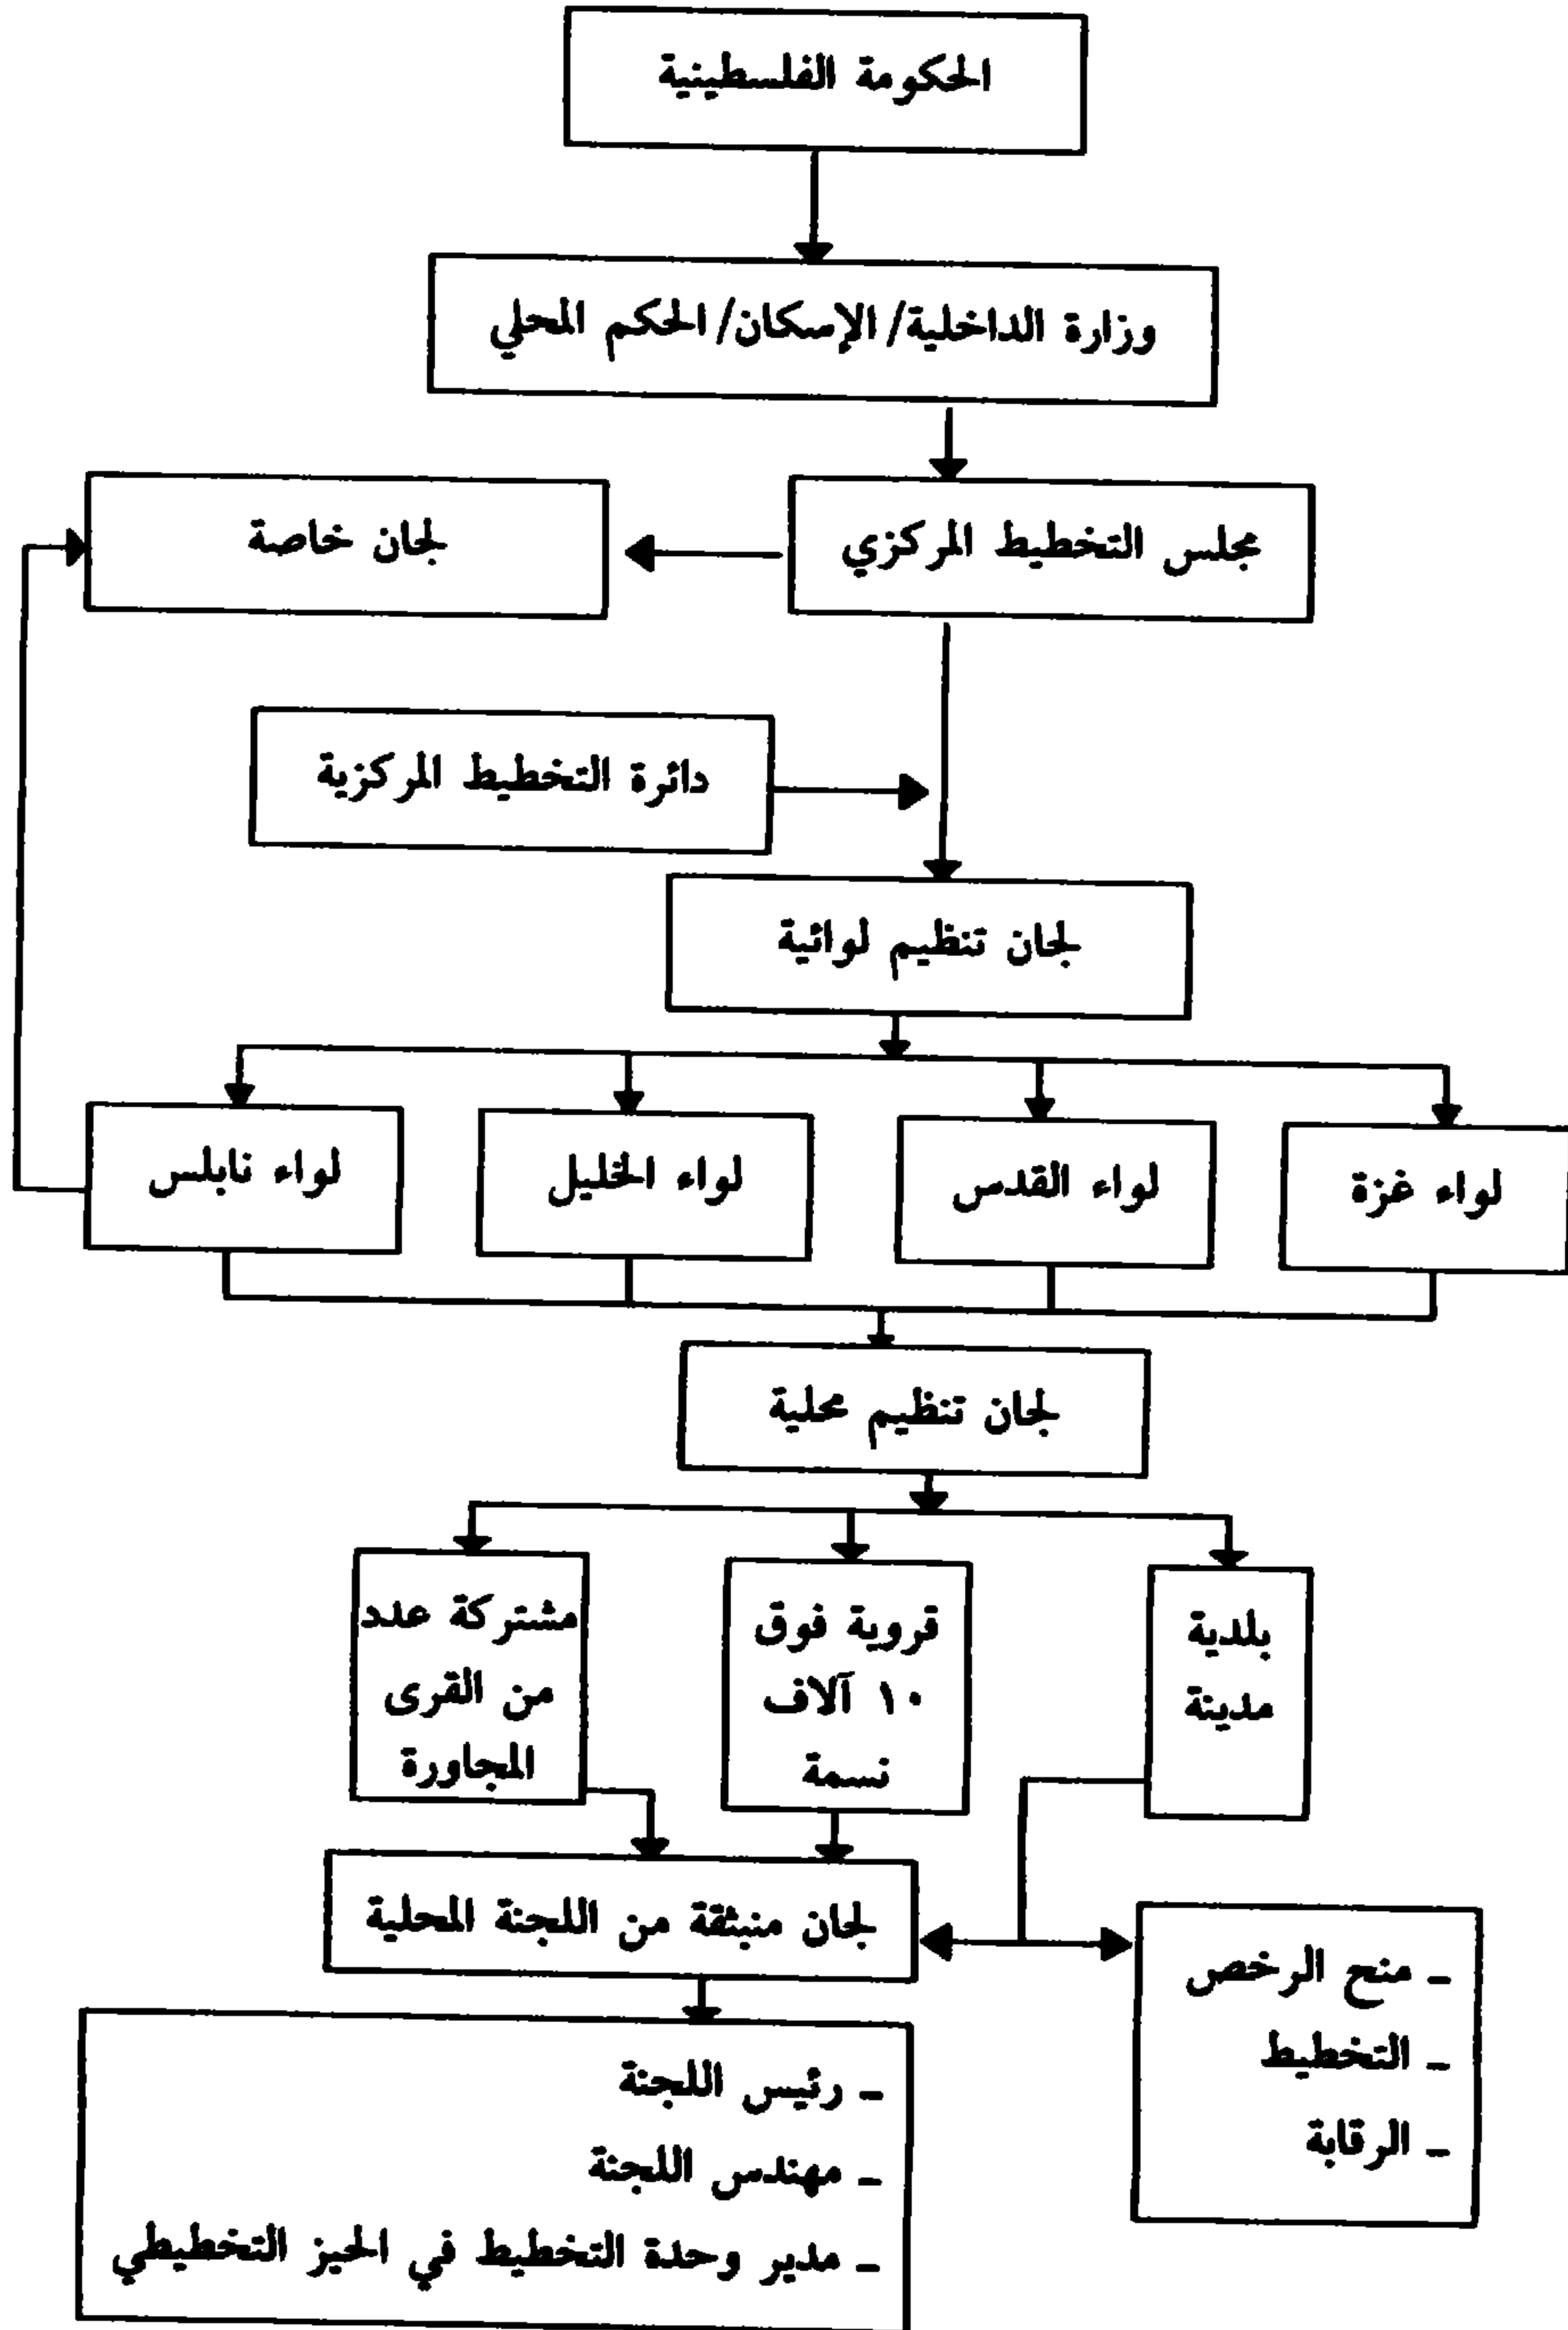 الحكومة الفلسطينية
وزارة الداخلية/الإسكان/الحكم المحلي
مجلس التخطيط المركزي
لجان خاصة
دائرة التخطيط المركزية
لجان تنظيم لوائية
لواء غزة
لواء القدس
لواء الخليل
لواء نابلس
لجان تنظيم محلية
بلدية
مدينة
قروية فوق
١٠ آلاف
نسمة
مشتركة عدد
من القرى
المجاورة
لجان منبثقة من اللجنة المحلية
- منح الرخص
- التخطيط
- الرقابة
- رئيس اللجنة
- مهندس اللجنة
- مدير وحدة التخطيط في الحيز التخطيطي